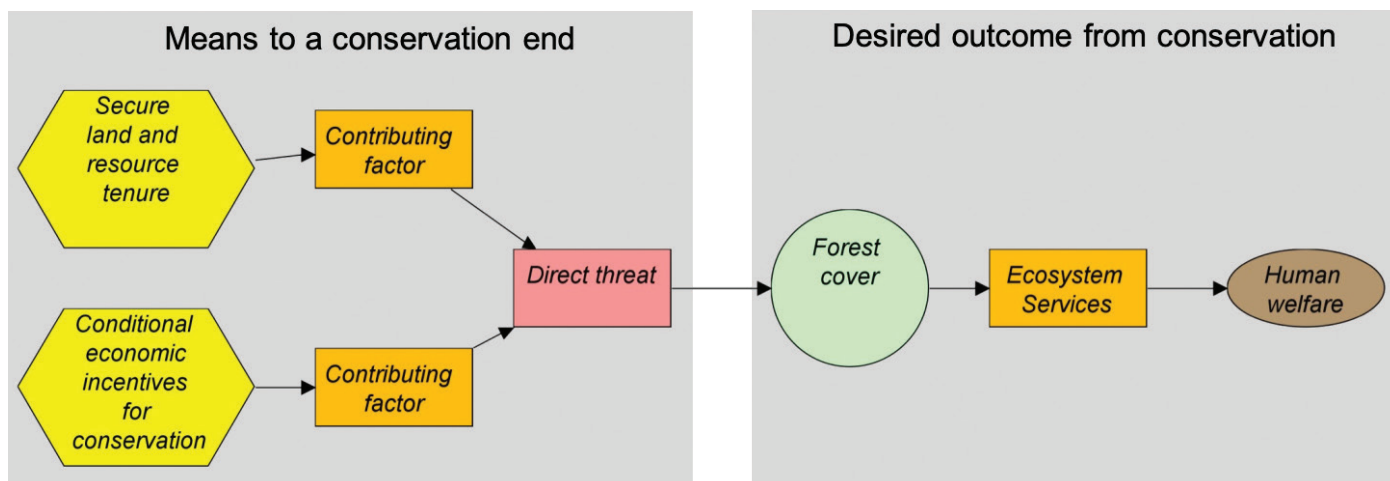 Means to a conservation end
Secure
land and
resource
tenure
Contributing
factor
Direct threat
Conditional
economic
incentives
for
conservation
Contributing
factor
Desired outcome from conservation
Forest
cover
Ecosystem
Services
Human
welfare